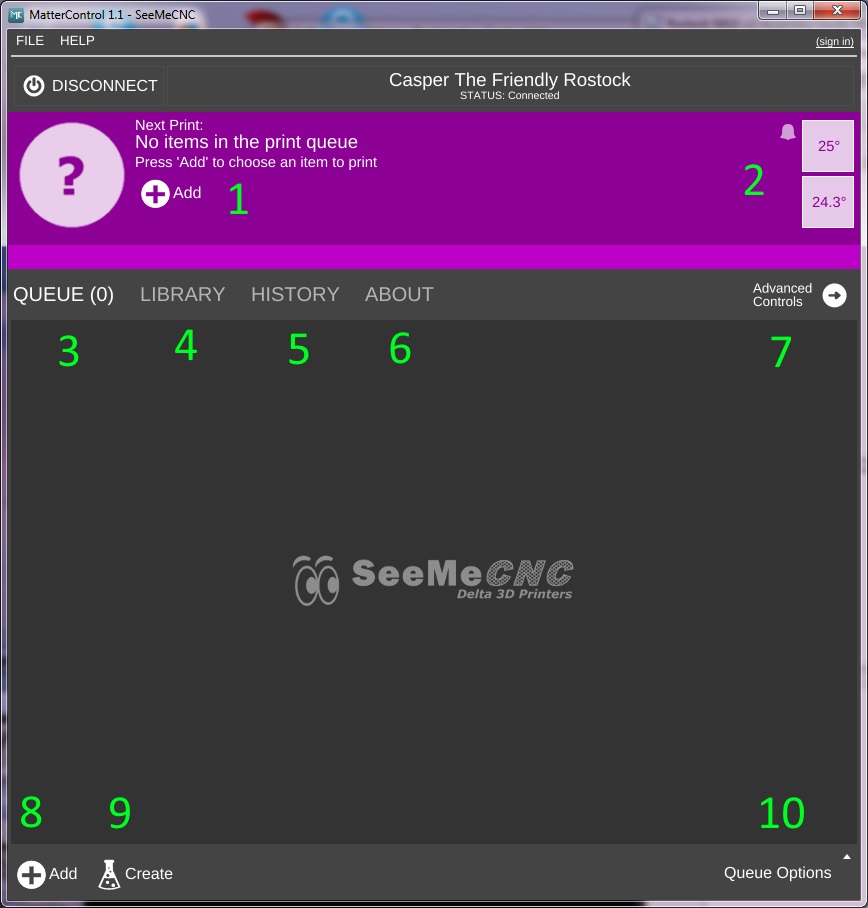 MatterControl 1.1 - SeeMeCNC
FILE HELP
(sign in)
DISCONNECT
Casper The Friendly Rostock
STATUS: Connected
?
Next Print:
No items in the print queue
Press 'Add' to choose an item to print
Add
1
2
25°
24.3°
QUEUE (0) LIBRARY HISTORY ABOUT
Advanced
Controls
3 4 5 6 7
SeeMeCNC
Delta 3D Printers
8 9 10
Add Create Queue Options